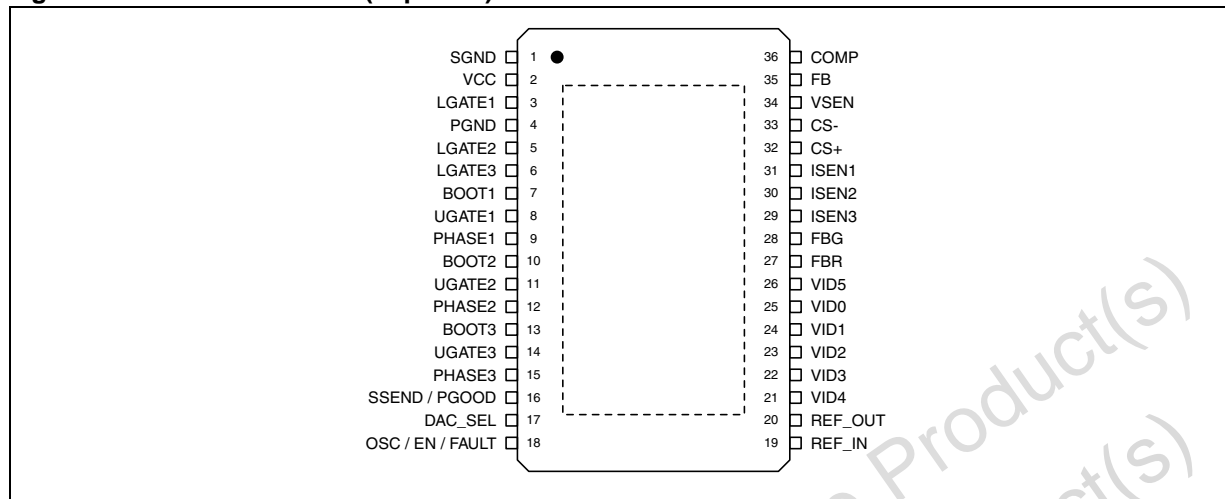 SGND 1 36 COMP
VCC 2 35 FB
LGATE1 3 34 VSEN
PGND 4 33 CS-
LGATE2 5 32 CS+
LGATE3 6 31 ISEN1
BOOT1 7 30 ISEN2
UGATE1 8 29 ISEN3
PHASE1 9 28 FBG
BOOT2 10 27 FBR
UGATE2 11 26 VID5
PHASE2 12 25 VID0
BOOT3 13 24 VID1
UGATE3 14 23 VID2
PHASE3 15 22 VID3
SSEND / PGOOD 16 21 VID4
DAC_SEL 17 20 REF_OUT
OSC / EN / FAULT 18 19 REF_IN
Product(s)